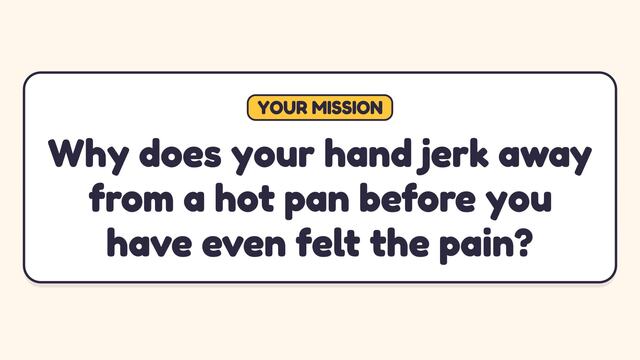 YOUR MISSION
Why does your hand jerk away
from a hot pan before you
have even felt the pain?